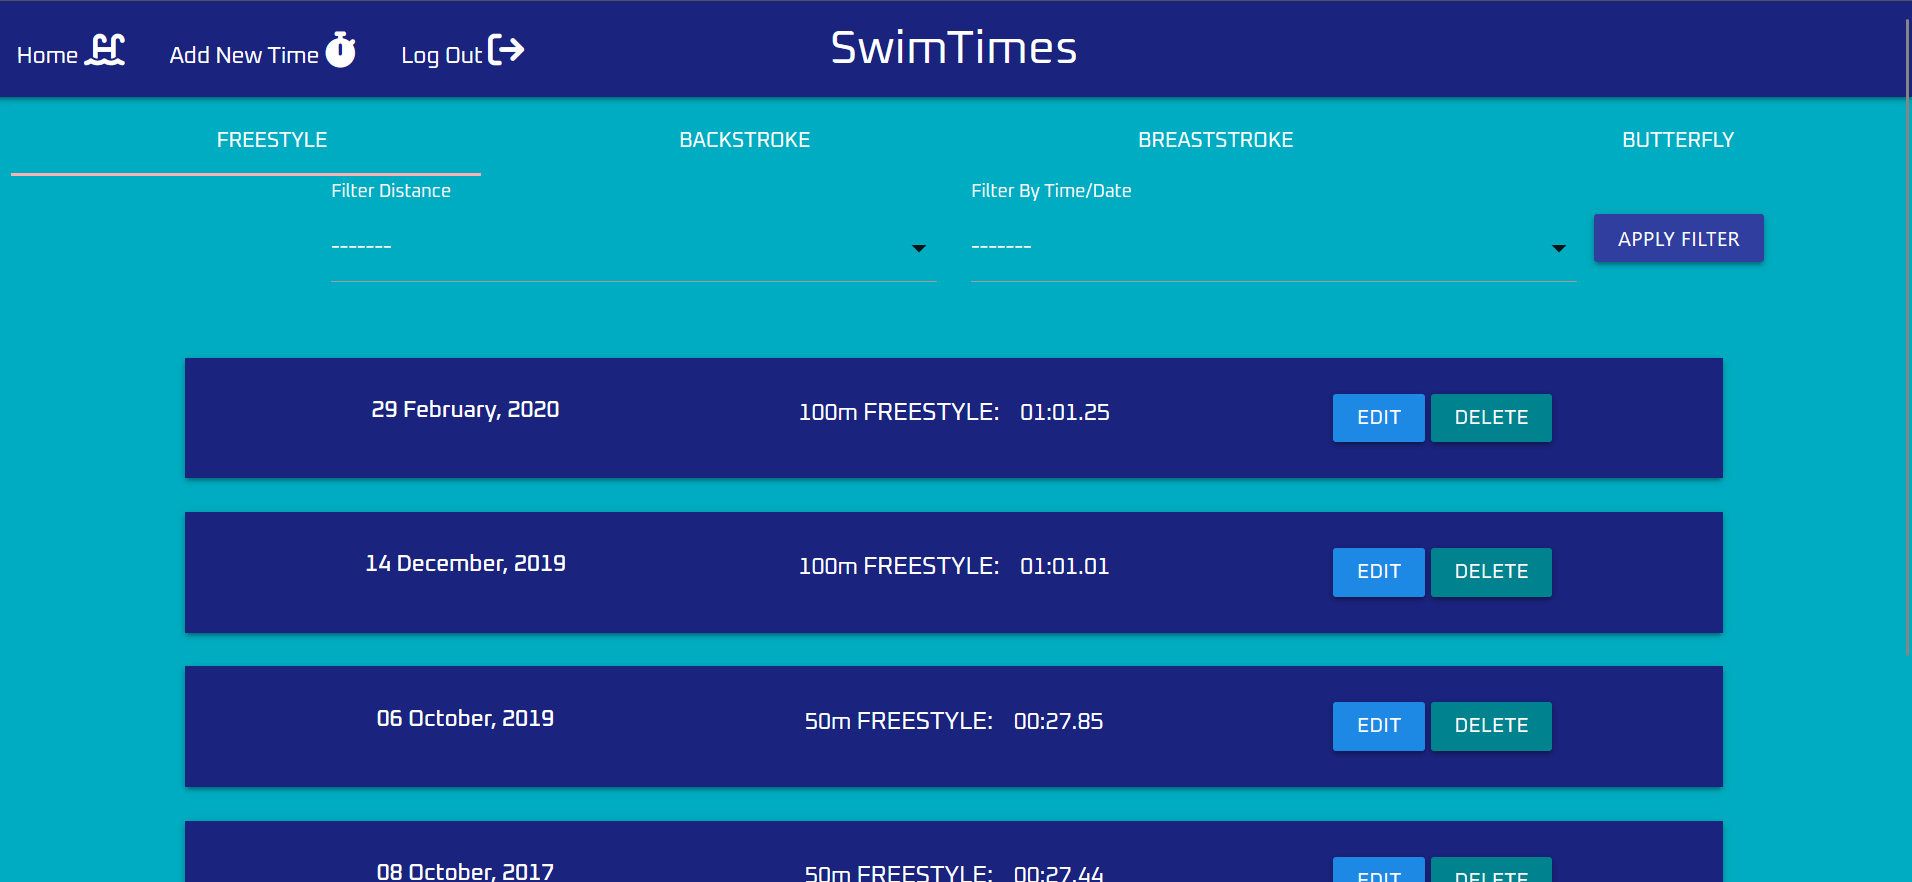 Home Add New Time Log Out SwimTimes
FREESTYLE BACKSTROKE BREASTSTROKE BUTTERFLY
Filter Distance Filter By Time/Date
------- ------- APPLY FILTER
29 February, 2020 100m FREESTYLE: 01:01.25 EDIT DELETE
14 December, 2019 100m FREESTYLE: 01:01.01 EDIT DELETE
06 October, 2019 50m FREESTYLE: 00:27.85 EDIT DELETE
08 October, 2017 50m FREESTYLE: 00:27.44 EDIT DELETE